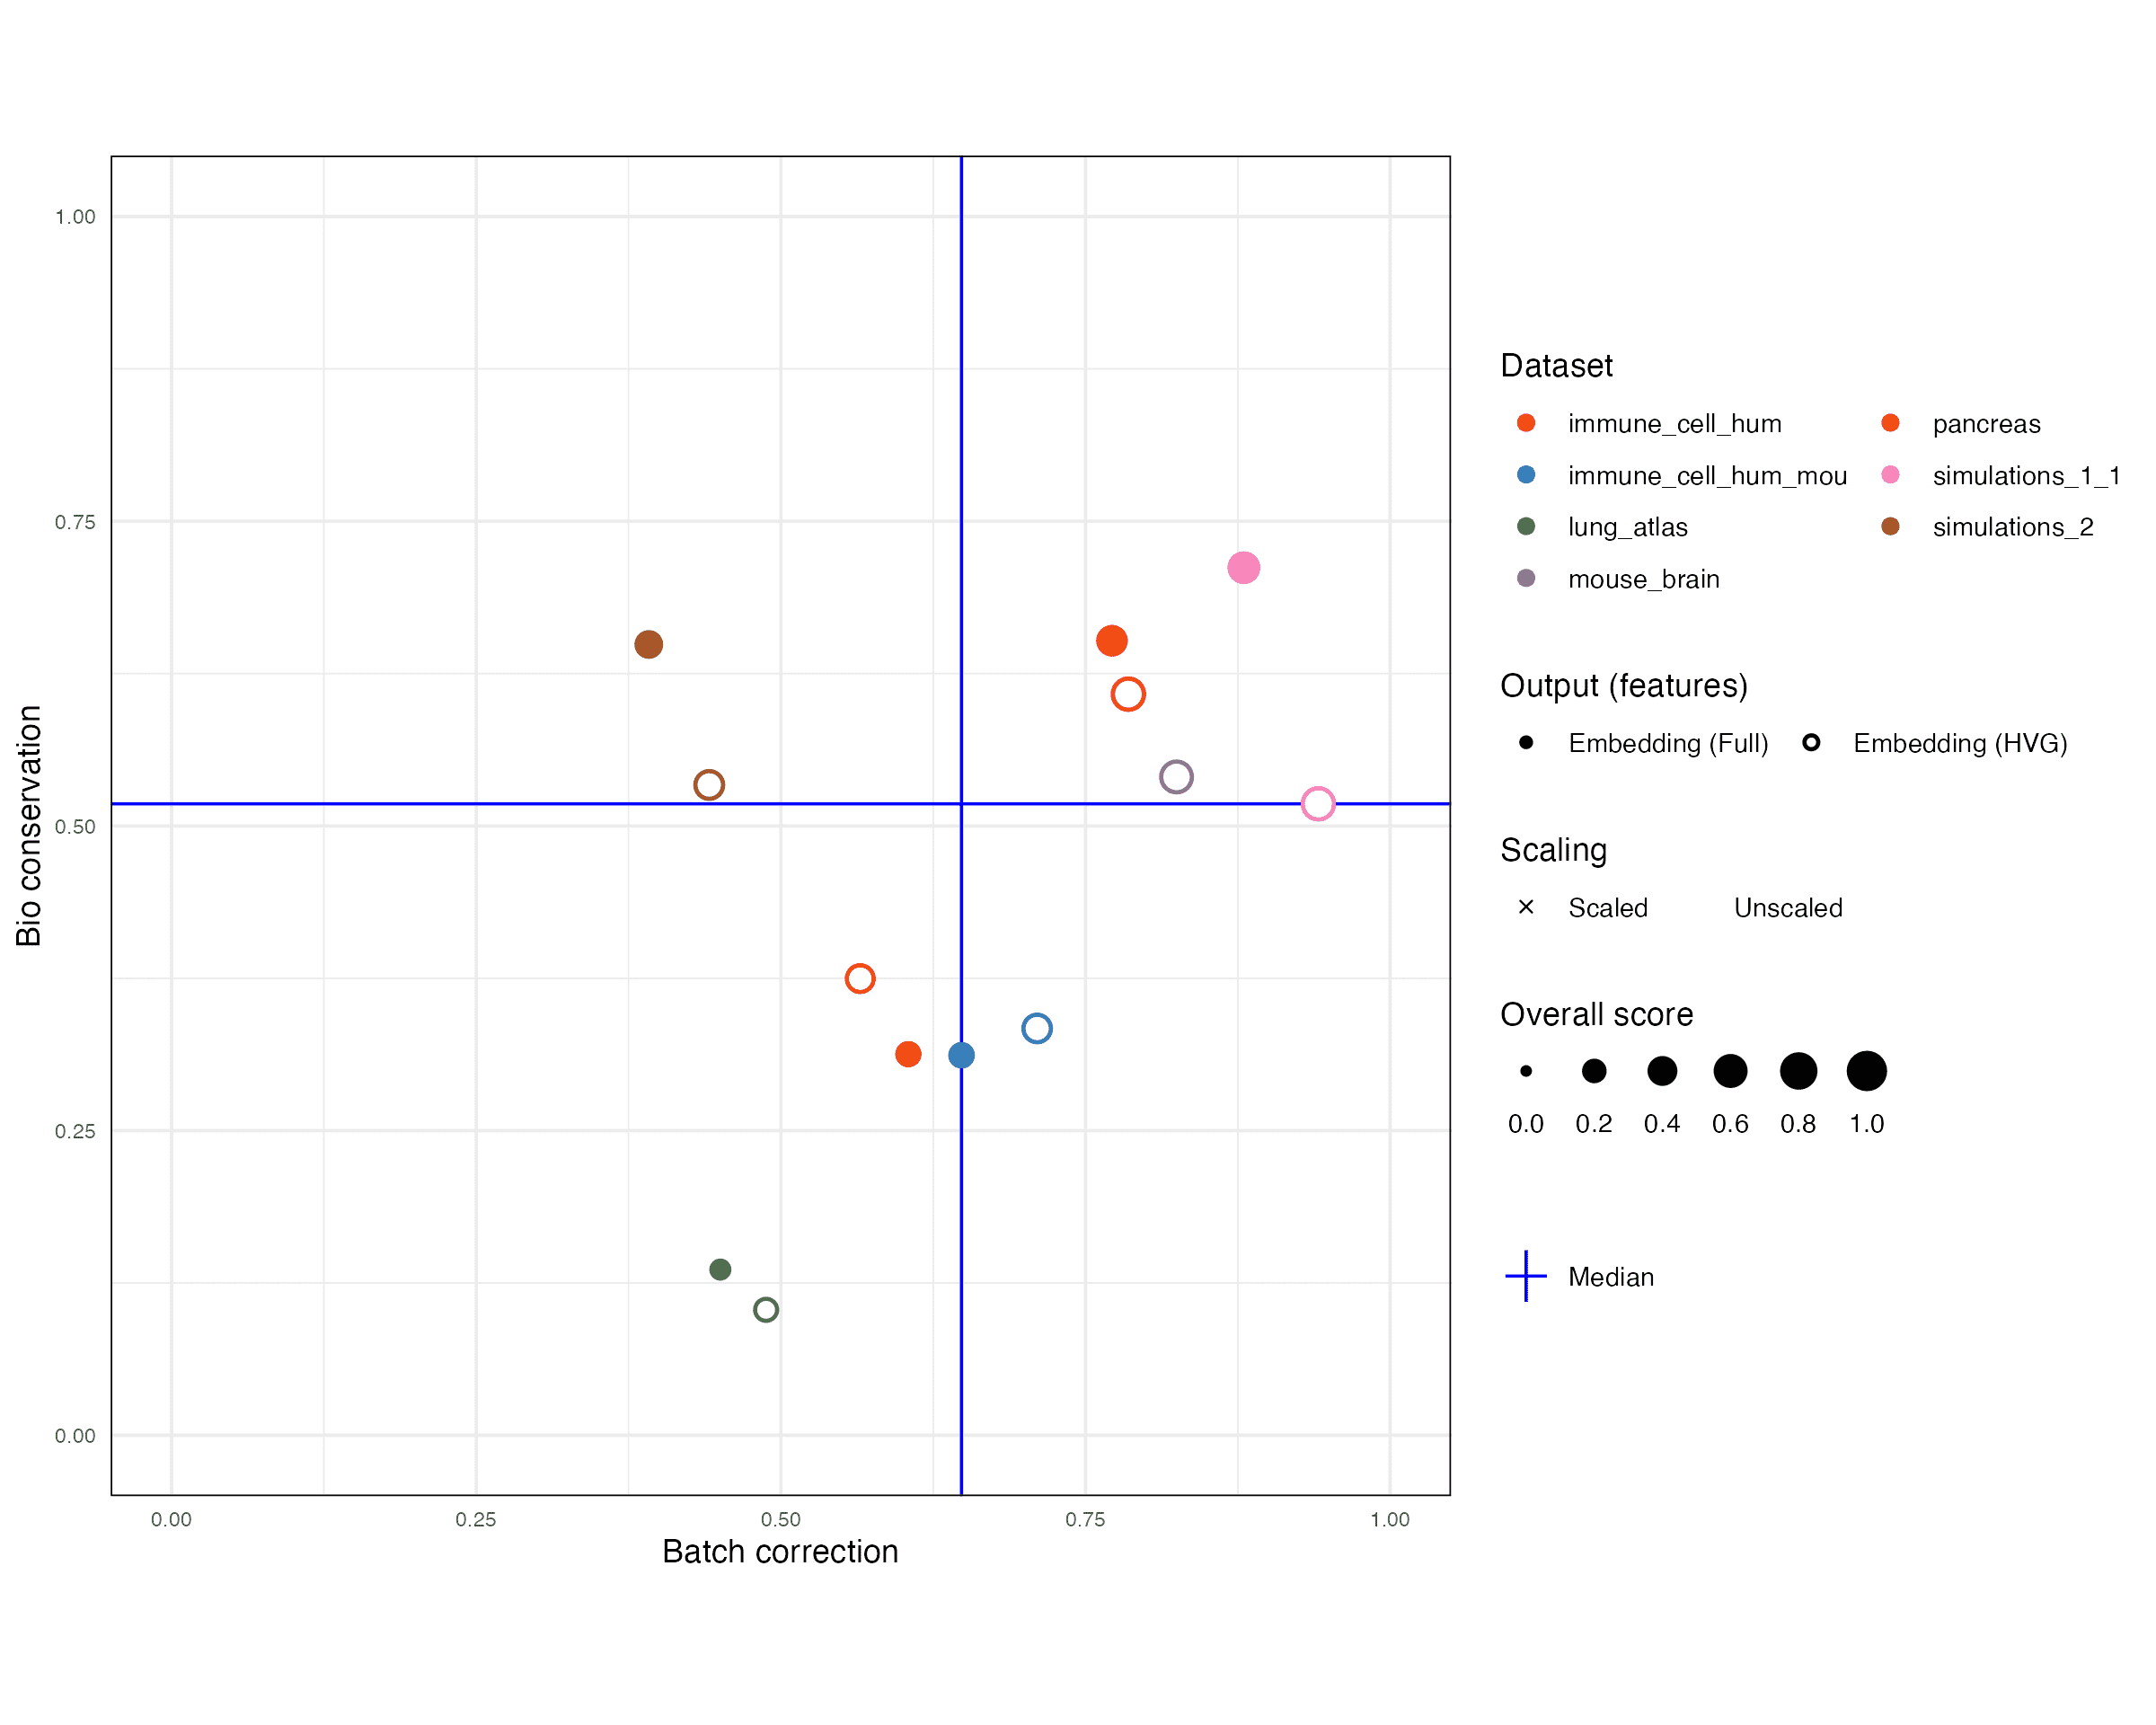 1.00
0.75
0.50
0.25
0.00
Bio conservation
0.00 0.25 0.50 0.75 1.00
Batch correction
Dataset
immune_cell_hum pancreas
immune_cell_hum_mou simulations_1_1
lung_atlas simulations_2
mouse_brain
Output (features)
Embedding (Full) Embedding (HVG)
Scaling
Scaled Unscaled
Overall score
0.0 0.2 0.4 0.6 0.8 1.0
Median